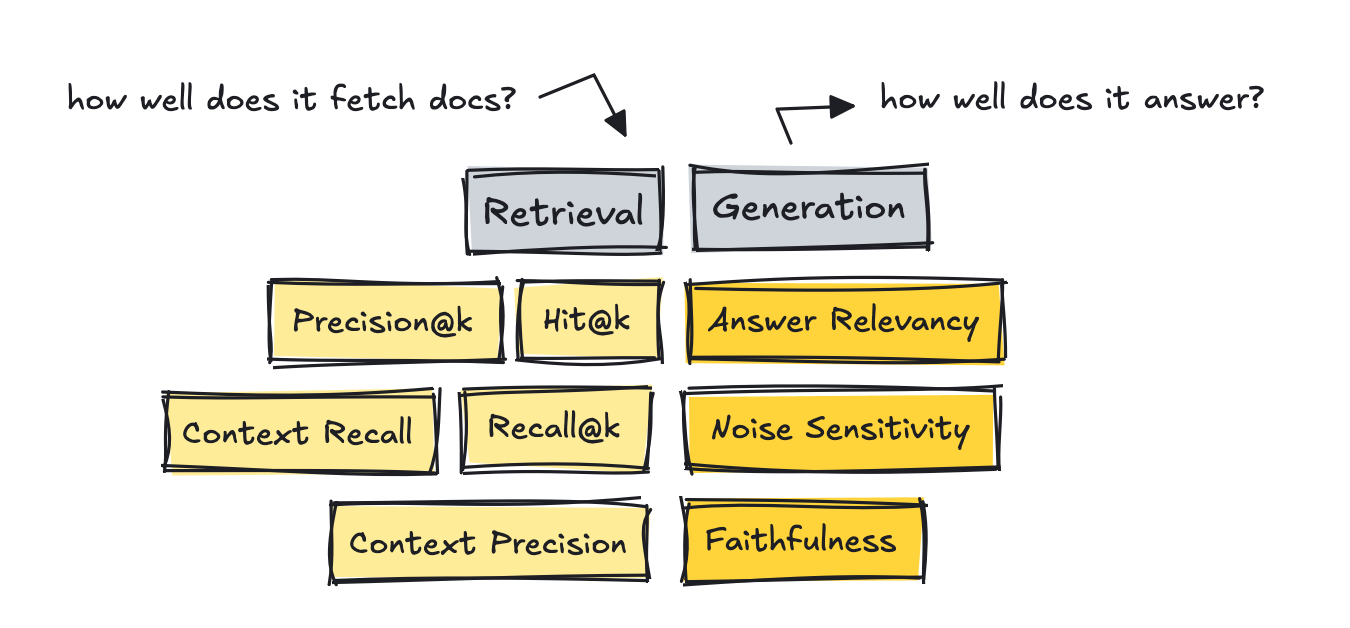 how well does it fetch docs?
how well does it answer?
Retrieval
Generation
Precision@k
Hit@k
Answer Relevancy
Context Recall
Recall@k
Noise Sensitivity
Context Precision
Faithfulness